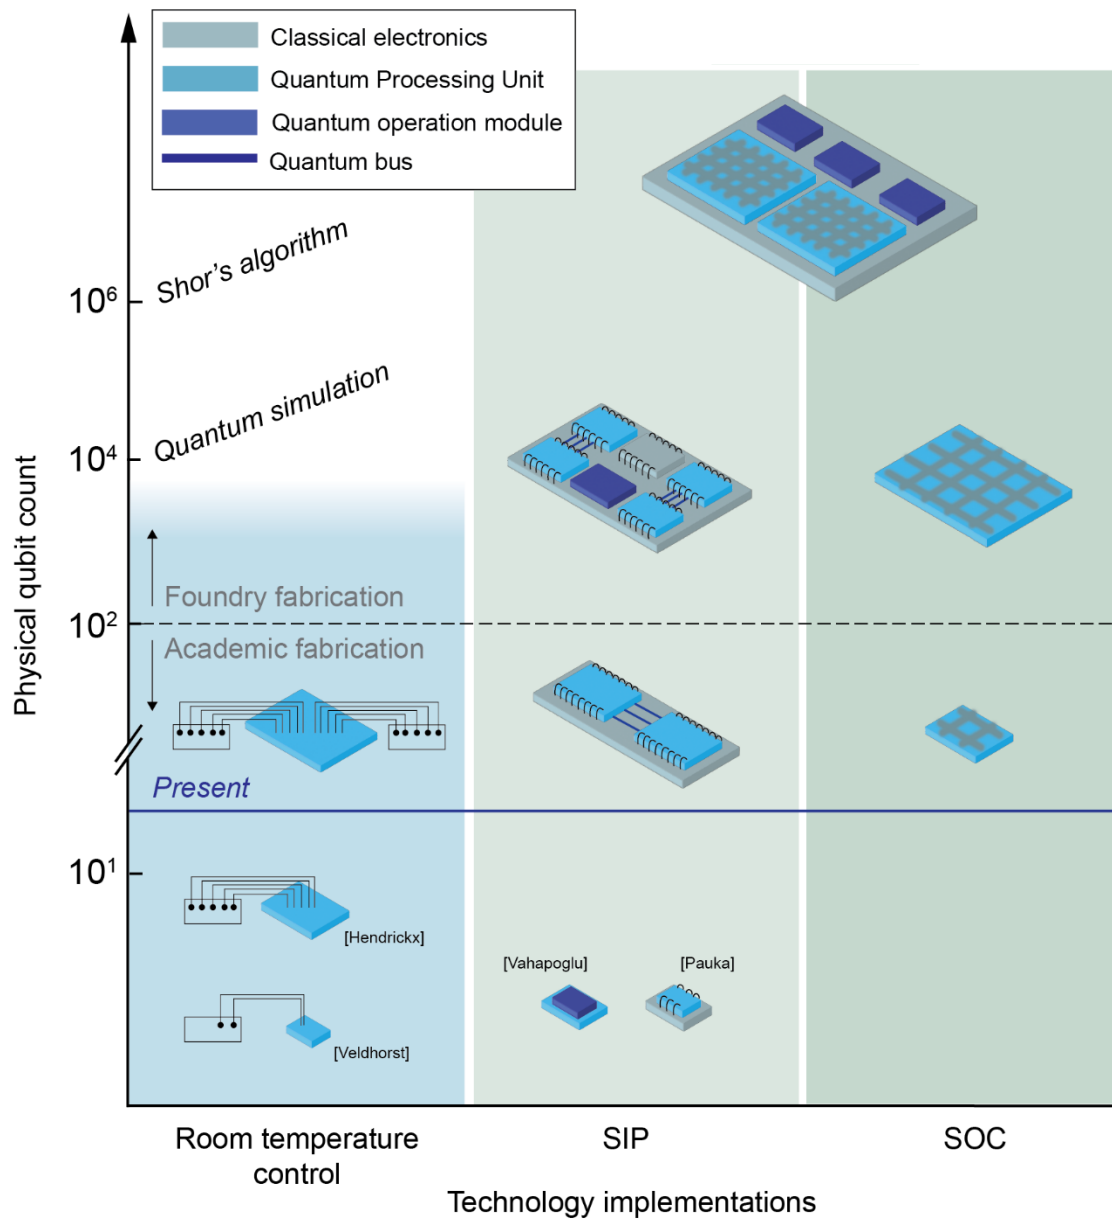 Classical electronics
Quantum Processing Unit
Quantum operation module
Quantum bus
Physical qubit count
10⁶
10⁴
10²
10¹
Shor's algorithm
Quantum simulation
Foundry fabrication
Academic fabrication
Present
[Hendrickx]
[Veldhorst]
[Vahapoglu]
[Pauka]
Room temperature
control
SIP
SOC
Technology implementations